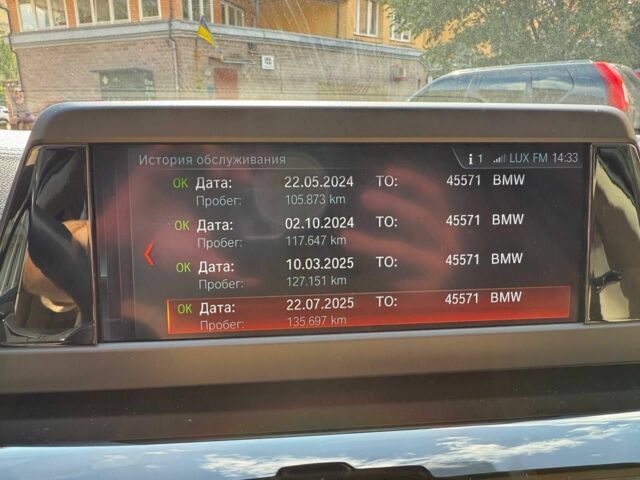 История обслуживания i 1 LUX FM 14:33
OK Дата: 22.05.2024 ТО: 45571 BMW
Пробег: 105.873 km
OK Дата: 02.10.2024 ТО: 45571 BMW
Пробег: 117.647 km
OK Дата: 10.03.2025 ТО: 45571 BMW
Пробег: 127.151 km
OK Дата: 22.07.2025 ТО: 45571 BMW
Пробег: 135.697 km